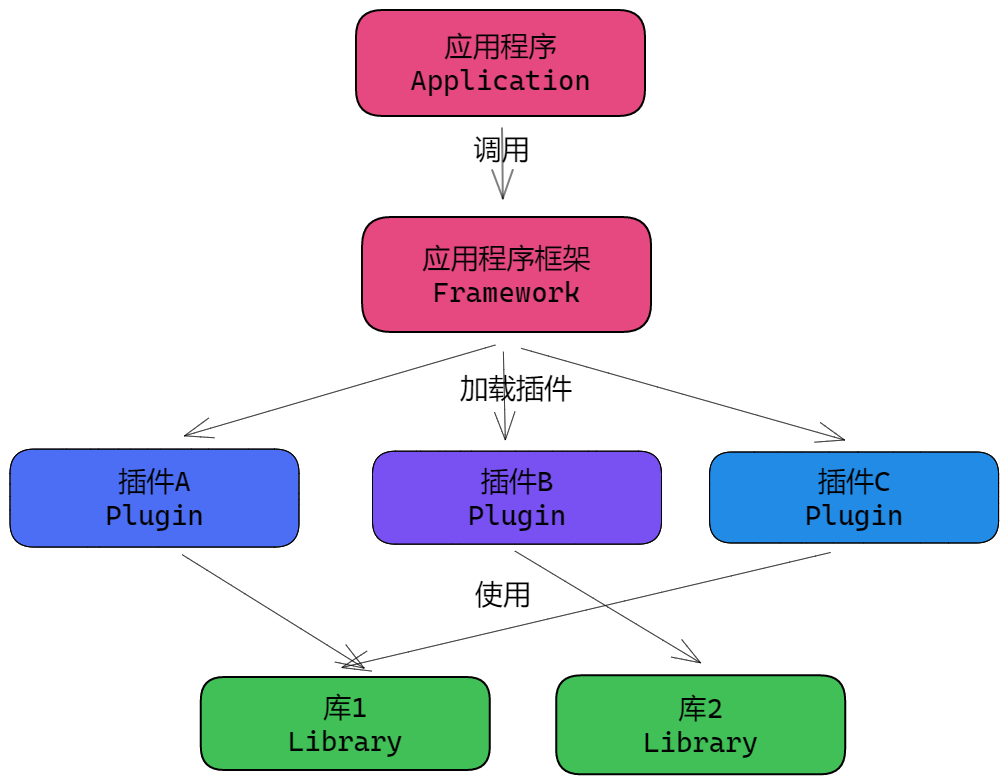 应用程序
Application
调用
应用程序框架
Framework
加载插件
插件A
Plugin
插件B
Plugin
插件C
Plugin
使用
库1
Library
库2
Library